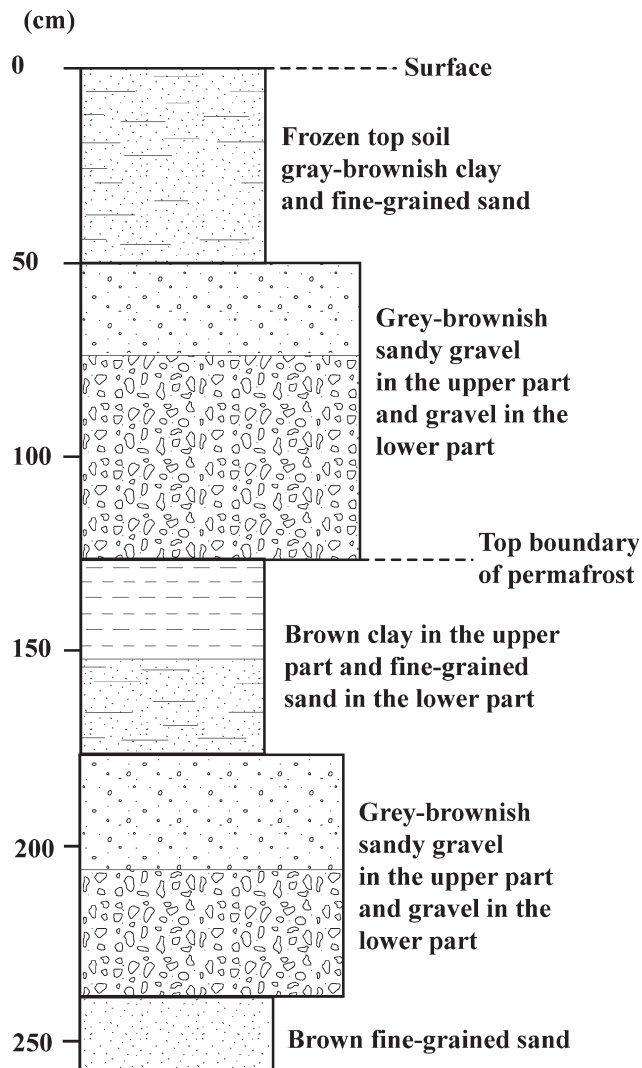 (cm)
0
Surface
Frozen top soil
gray-brownish clay
and fine-grained sand
50
Grey-brownish
sandy gravel
in the upper part
and gravel in the
lower part
100
Top boundary
of permafrost
Brown clay in the upper
part and fine-grained
sand in the lower part
150
Grey-brownish
sandy gravel
in the upper part
and gravel in the
lower part
200
Brown fine-grained sand
250